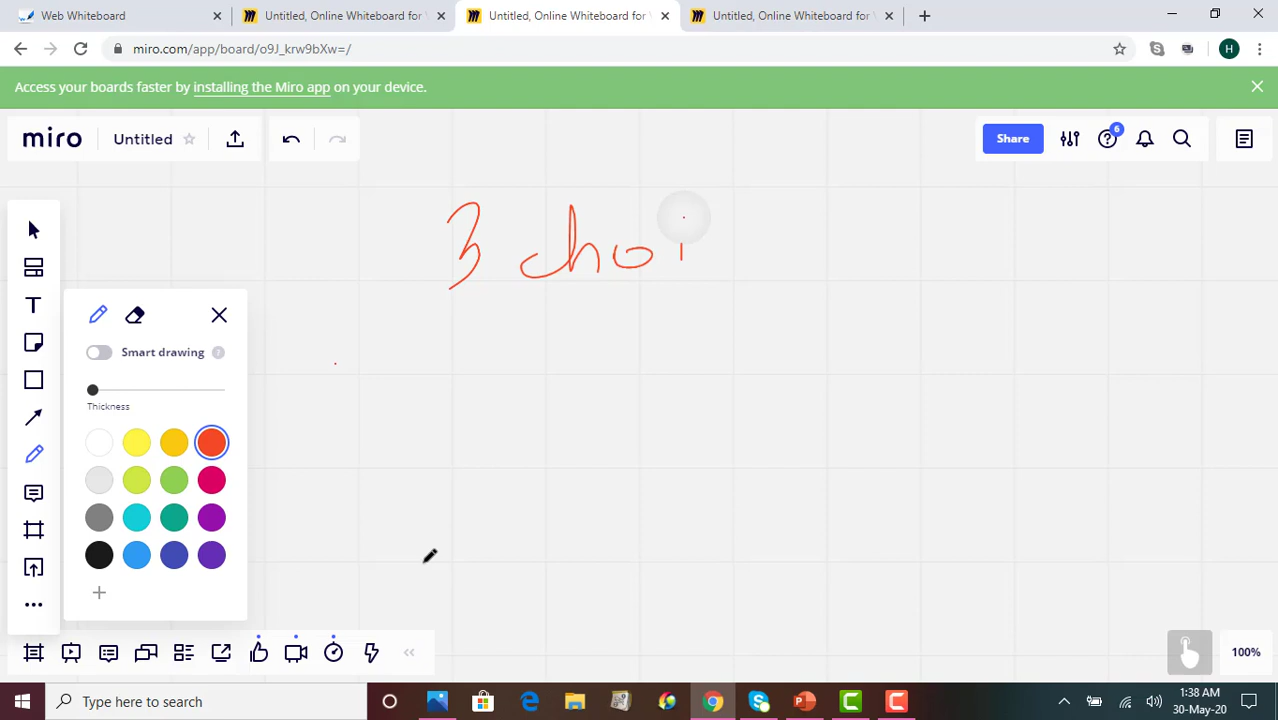 Web Whiteboard
Untitled, Online Whiteboard for
Untitled, Online Whiteboard for
Untitled, Online Whiteboard for
miro.com/app/board/o9J_krw9bXw=/
H
Access your boards faster by installing the Miro app on your device.
miro
Untitled
Share
6
3 choi
T
Smart drawing
?
Thickness
100%
Type here to search
1:38 AM
30-May-20